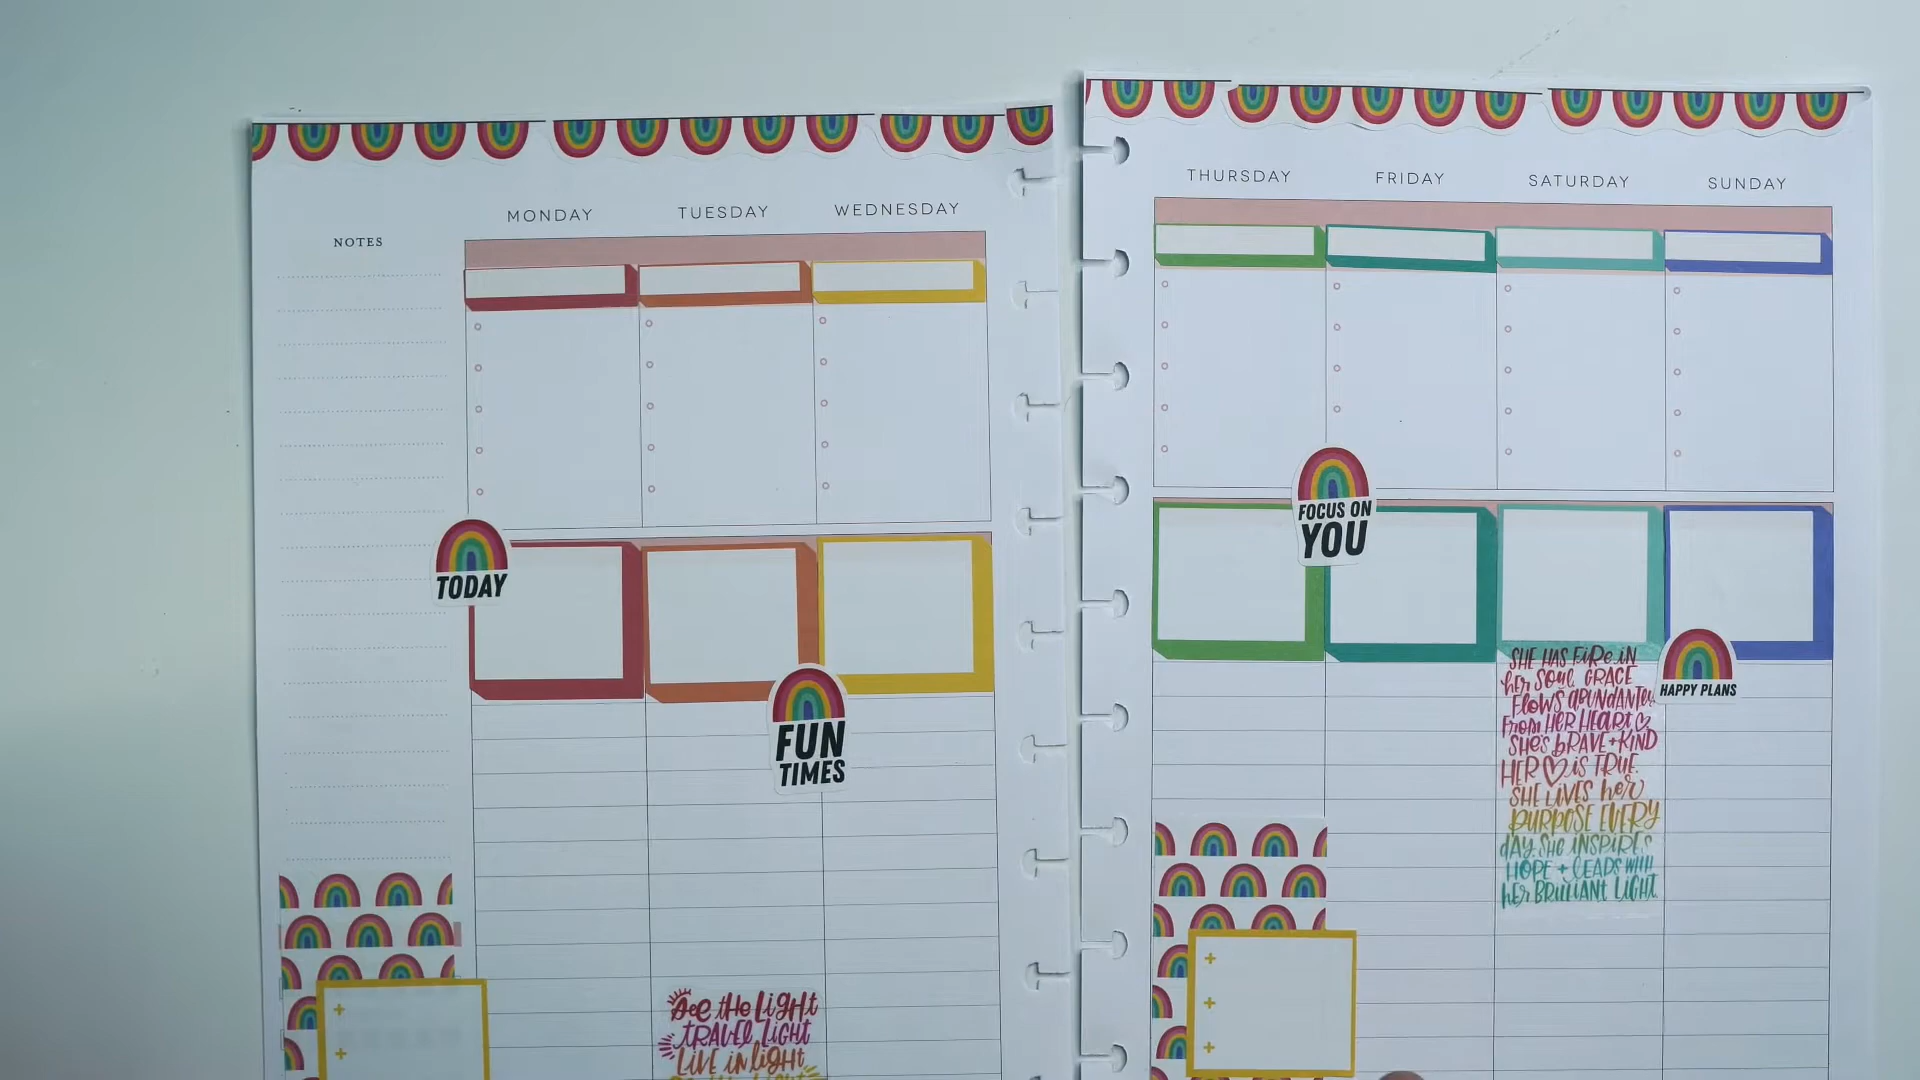 NOTES
MONDAY
TUESDAY
WEDNESDAY
TODAY
FUN
TIMES
See the Light
TRAVEL LIGHT
LIVE in light
THURSDAY
FRIDAY
SATURDAY
SUNDAY
FOCUS ON
YOU
SHE HAS FiRe iN
her SOUL GRACE
FLOWS ABUNDANTLY
FROM HER HEART
SHE'S bRAVE + KIND
HER is TRUE.
SHE LiVES her
PURPOSE EVERY
dAY. She INSPIRES
HOPE + LEADS WiTH
her BRILLIANT LIGHT.
HAPPY PLANS